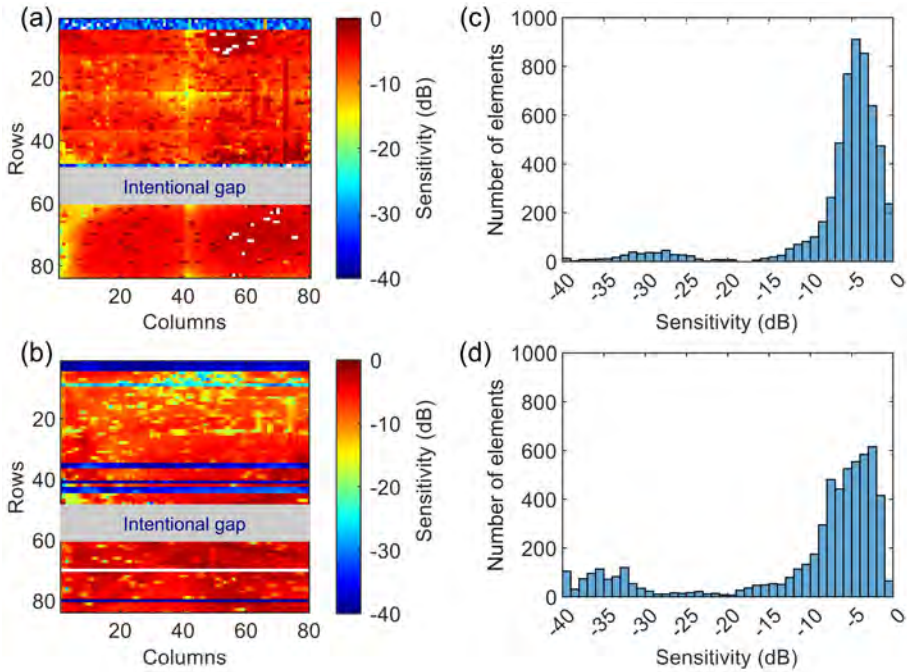 (a)
0
-10
-20
-30
-40
Sensitivity (dB)
20
40
60
80
Rows
Intentional gap
20 40 60 80
Columns
(c)
1000
800
600
400
200
0
Number of elements
-40 -35 -30 -25 -20 -15 -10 -5 0
Sensitivity (dB)
(b)
0
-10
-20
-30
-40
Sensitivity (dB)
20
40
60
80
Rows
Intentional gap
20 40 60 80
Columns
(d)
1000
800
600
400
200
0
Number of elements
-40 -35 -30 -25 -20 -15 -10 -5 0
Sensitivity (dB)